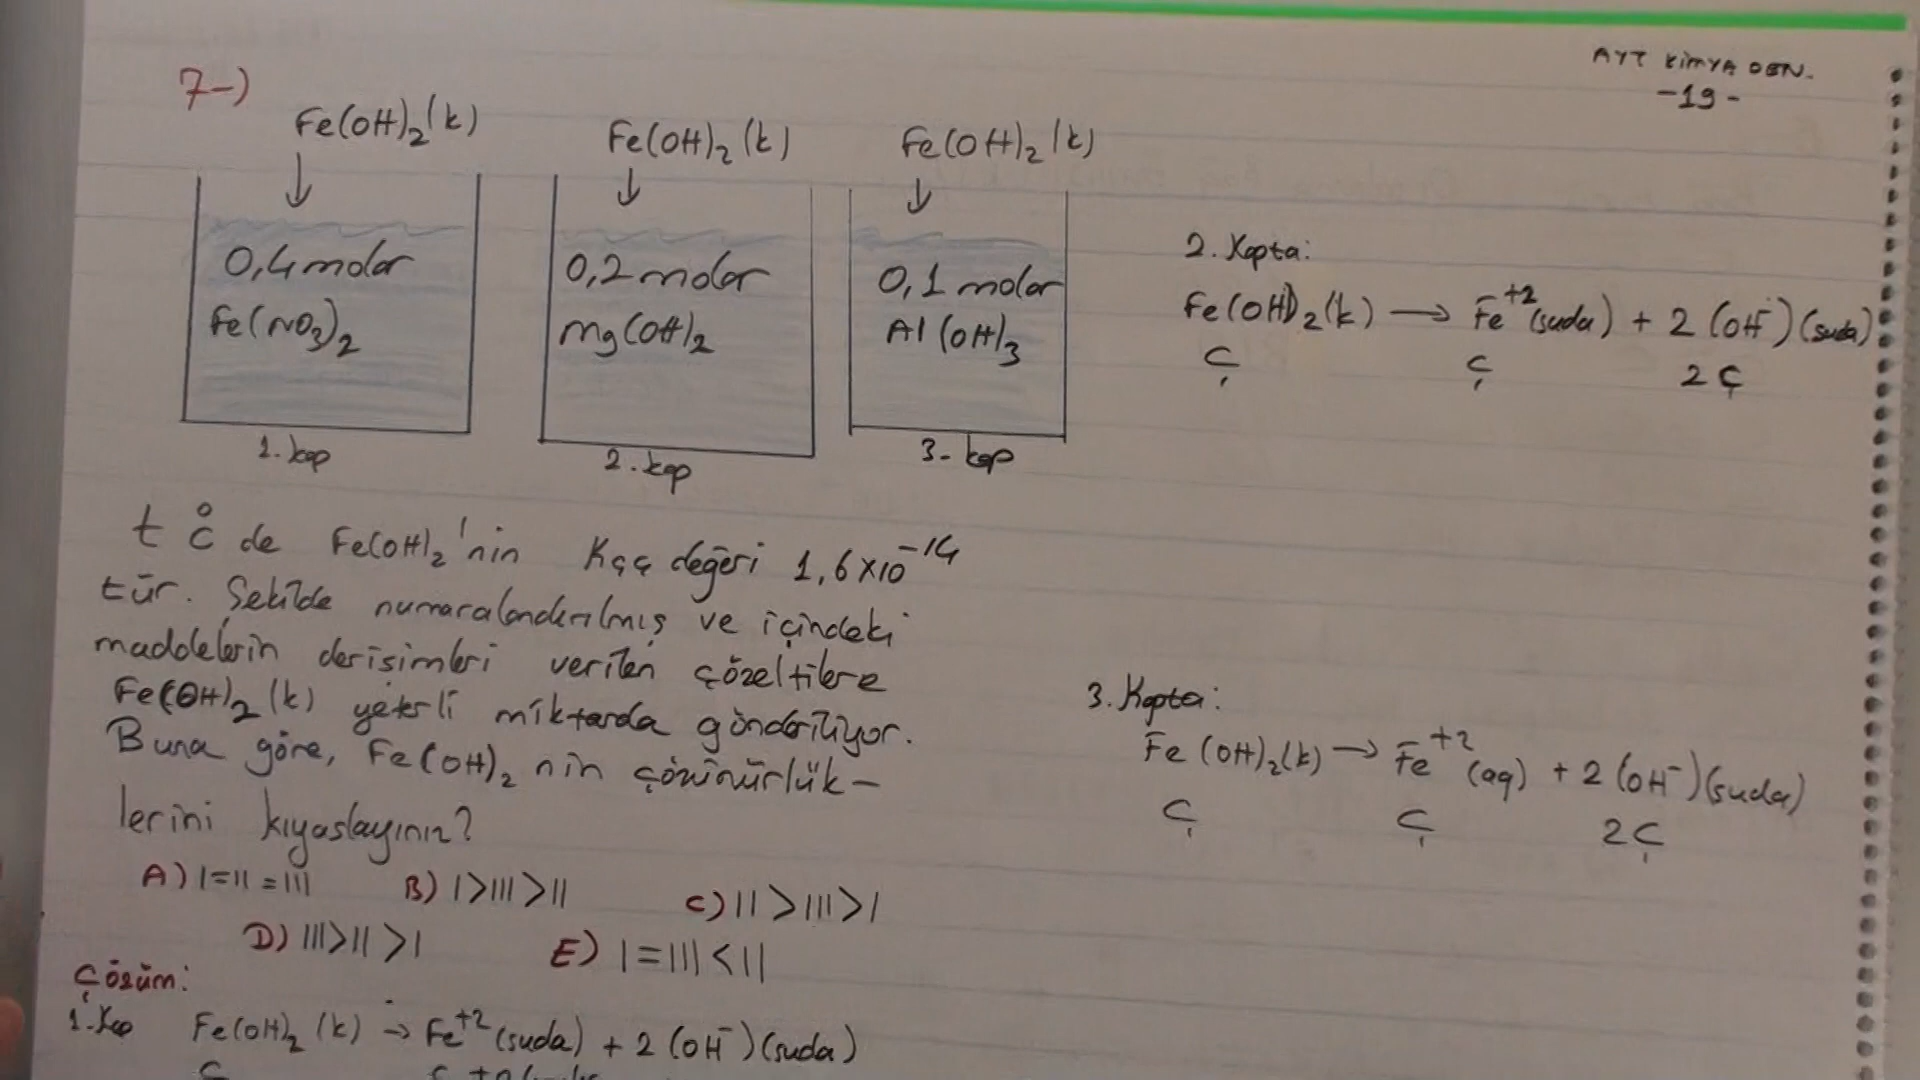 AYT KİMYA DEN.
-19-
7-)
Fe(OH)₂(k)
Fe(OH)₂(k)
Fe(OH)₂(k)
0,4 molar
Fe(NO₃)₂
1. kap
0,2 molar
Mg(OH)₂
2. kap
0,1 molar
Al(OH)₃
3- kap
t °C de Fe(OH)₂'nin Kçç değeri 1,6x10⁻¹⁴
tür. Şekilde numaralandırılmış ve içindeki
maddelerin derişimleri verilen çözeltilere
Fe(OH)₂(k) yeterli miktarda gönderiliyor.
Buna göre, Fe(OH)₂ nin çözünürlük-
lerini kıyaslayınız?
A) I=II=III
B) I>III>II
C) II>III>I
D) III>II>I
E) I=III<II
Çözüm:
1. Kap Fe(OH)₂(k) → Fe⁺²(suda) + 2(OH⁻)(suda)
2. Kapta:
Fe(OH)₂(k) → Fe⁺²(suda) + 2(OH⁻)(suda)
Ç Ç 2Ç
3. Kapta:
Fe(OH)₂(k) → Fe⁺²(aq) + 2(OH⁻)(suda)
Ç Ç 2Ç